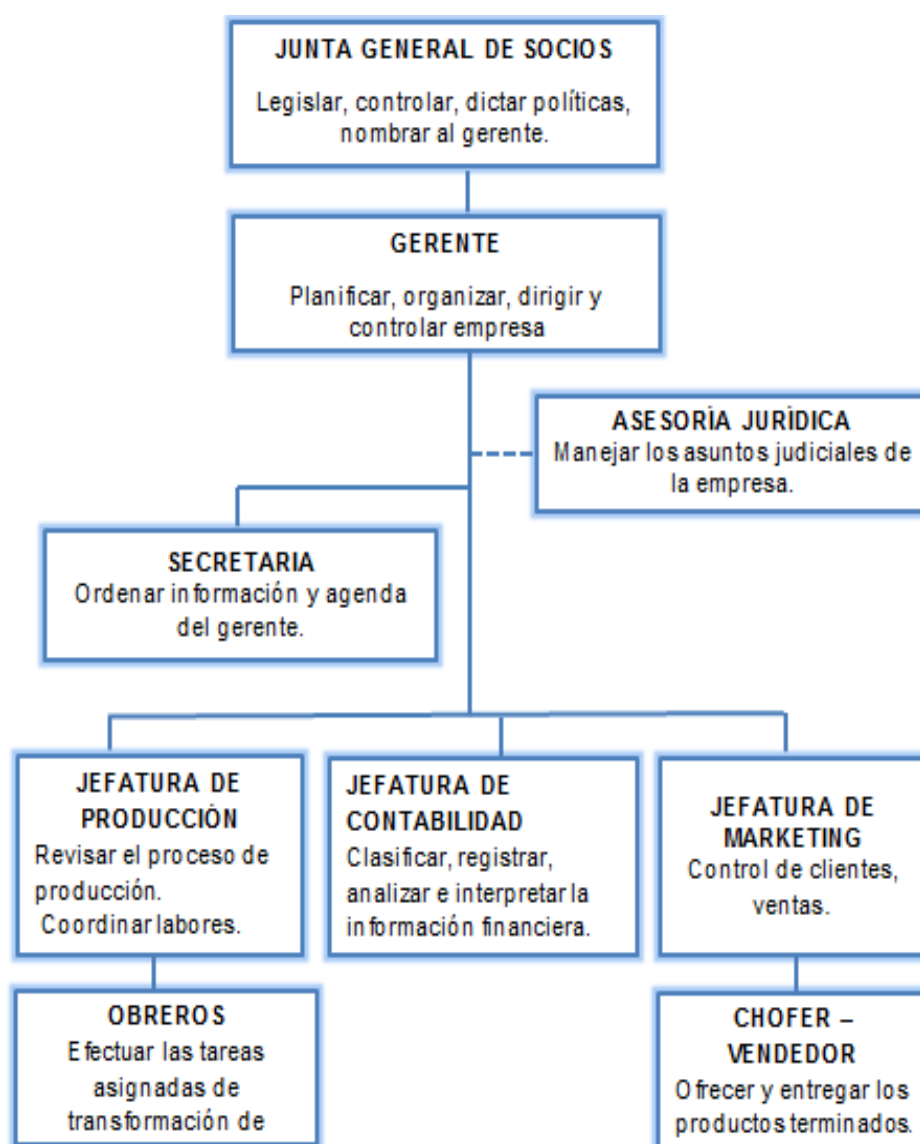 JUNTA GENERAL DE SOCIOS
Legislar, controlar, dictar políticas,
nombrar al gerente.
GERENTE
Planificar, organizar, dirigir y
controlar empresa
ASESORÌA JURÌDICA
Manejar los asuntos judiciales de
la empresa.
SECRETARIA
Ordenar información y agenda
del gerente.
JEFATURA DE
PRODUCCIÓN
Revisar el proceso de
producción.
Coordinar labores.
JEFATURA DE
CONTABILIDAD
Clasificar, registrar,
analizar e interpretar la
información financiera.
JEFATURA DE
MARKETING
Control de clientes,
ventas.
OBREROS
Efectuar las tareas
asignadas de
transformación de
CHOFER –
VENDEDOR
Ofrecer y entregar los
productos terminados.